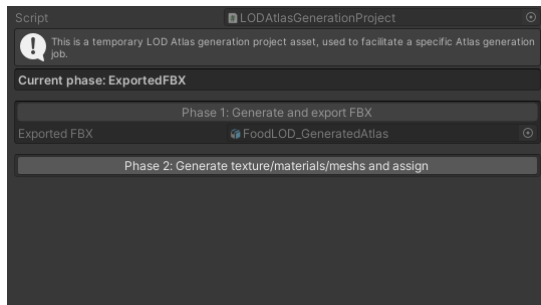 Script LODAtlasGenerationProject
This is a temporary LOD Atlas generation project asset, used to facilitate a specific Atlas generation
job.
Current phase: ExportedFBX
Phase 1: Generate and export FBX
Exported FBX FoodLOD_GeneratedAtlas
Phase 2: Generate texture/materials/meshs and assign